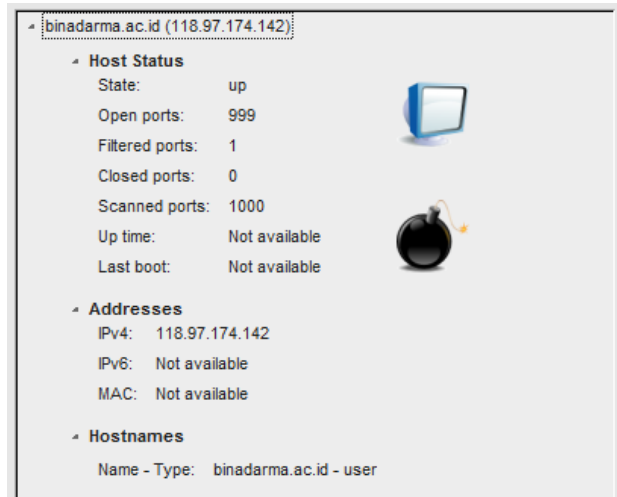 binadarma.ac.id (118.97.174.142)
Host Status
State: up
Open ports: 999
Filtered ports: 1
Closed ports: 0
Scanned ports: 1000
Up time: Not available
Last boot: Not available
Addresses
IPv4: 118.97.174.142
IPv6: Not available
MAC: Not available
Hostnames
Name - Type: binadarma.ac.id - user